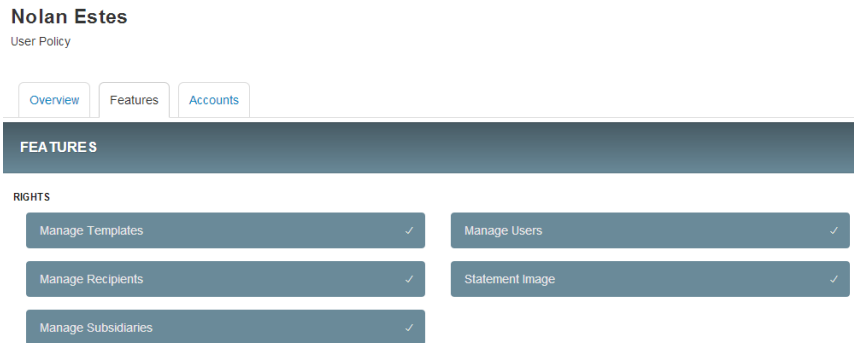 Nolan Estes
User Policy
Overview Features Accounts
FEATURES
RIGHTS
Manage Templates Manage Users
Manage Recipients Statement Image
Manage Subsidiaries